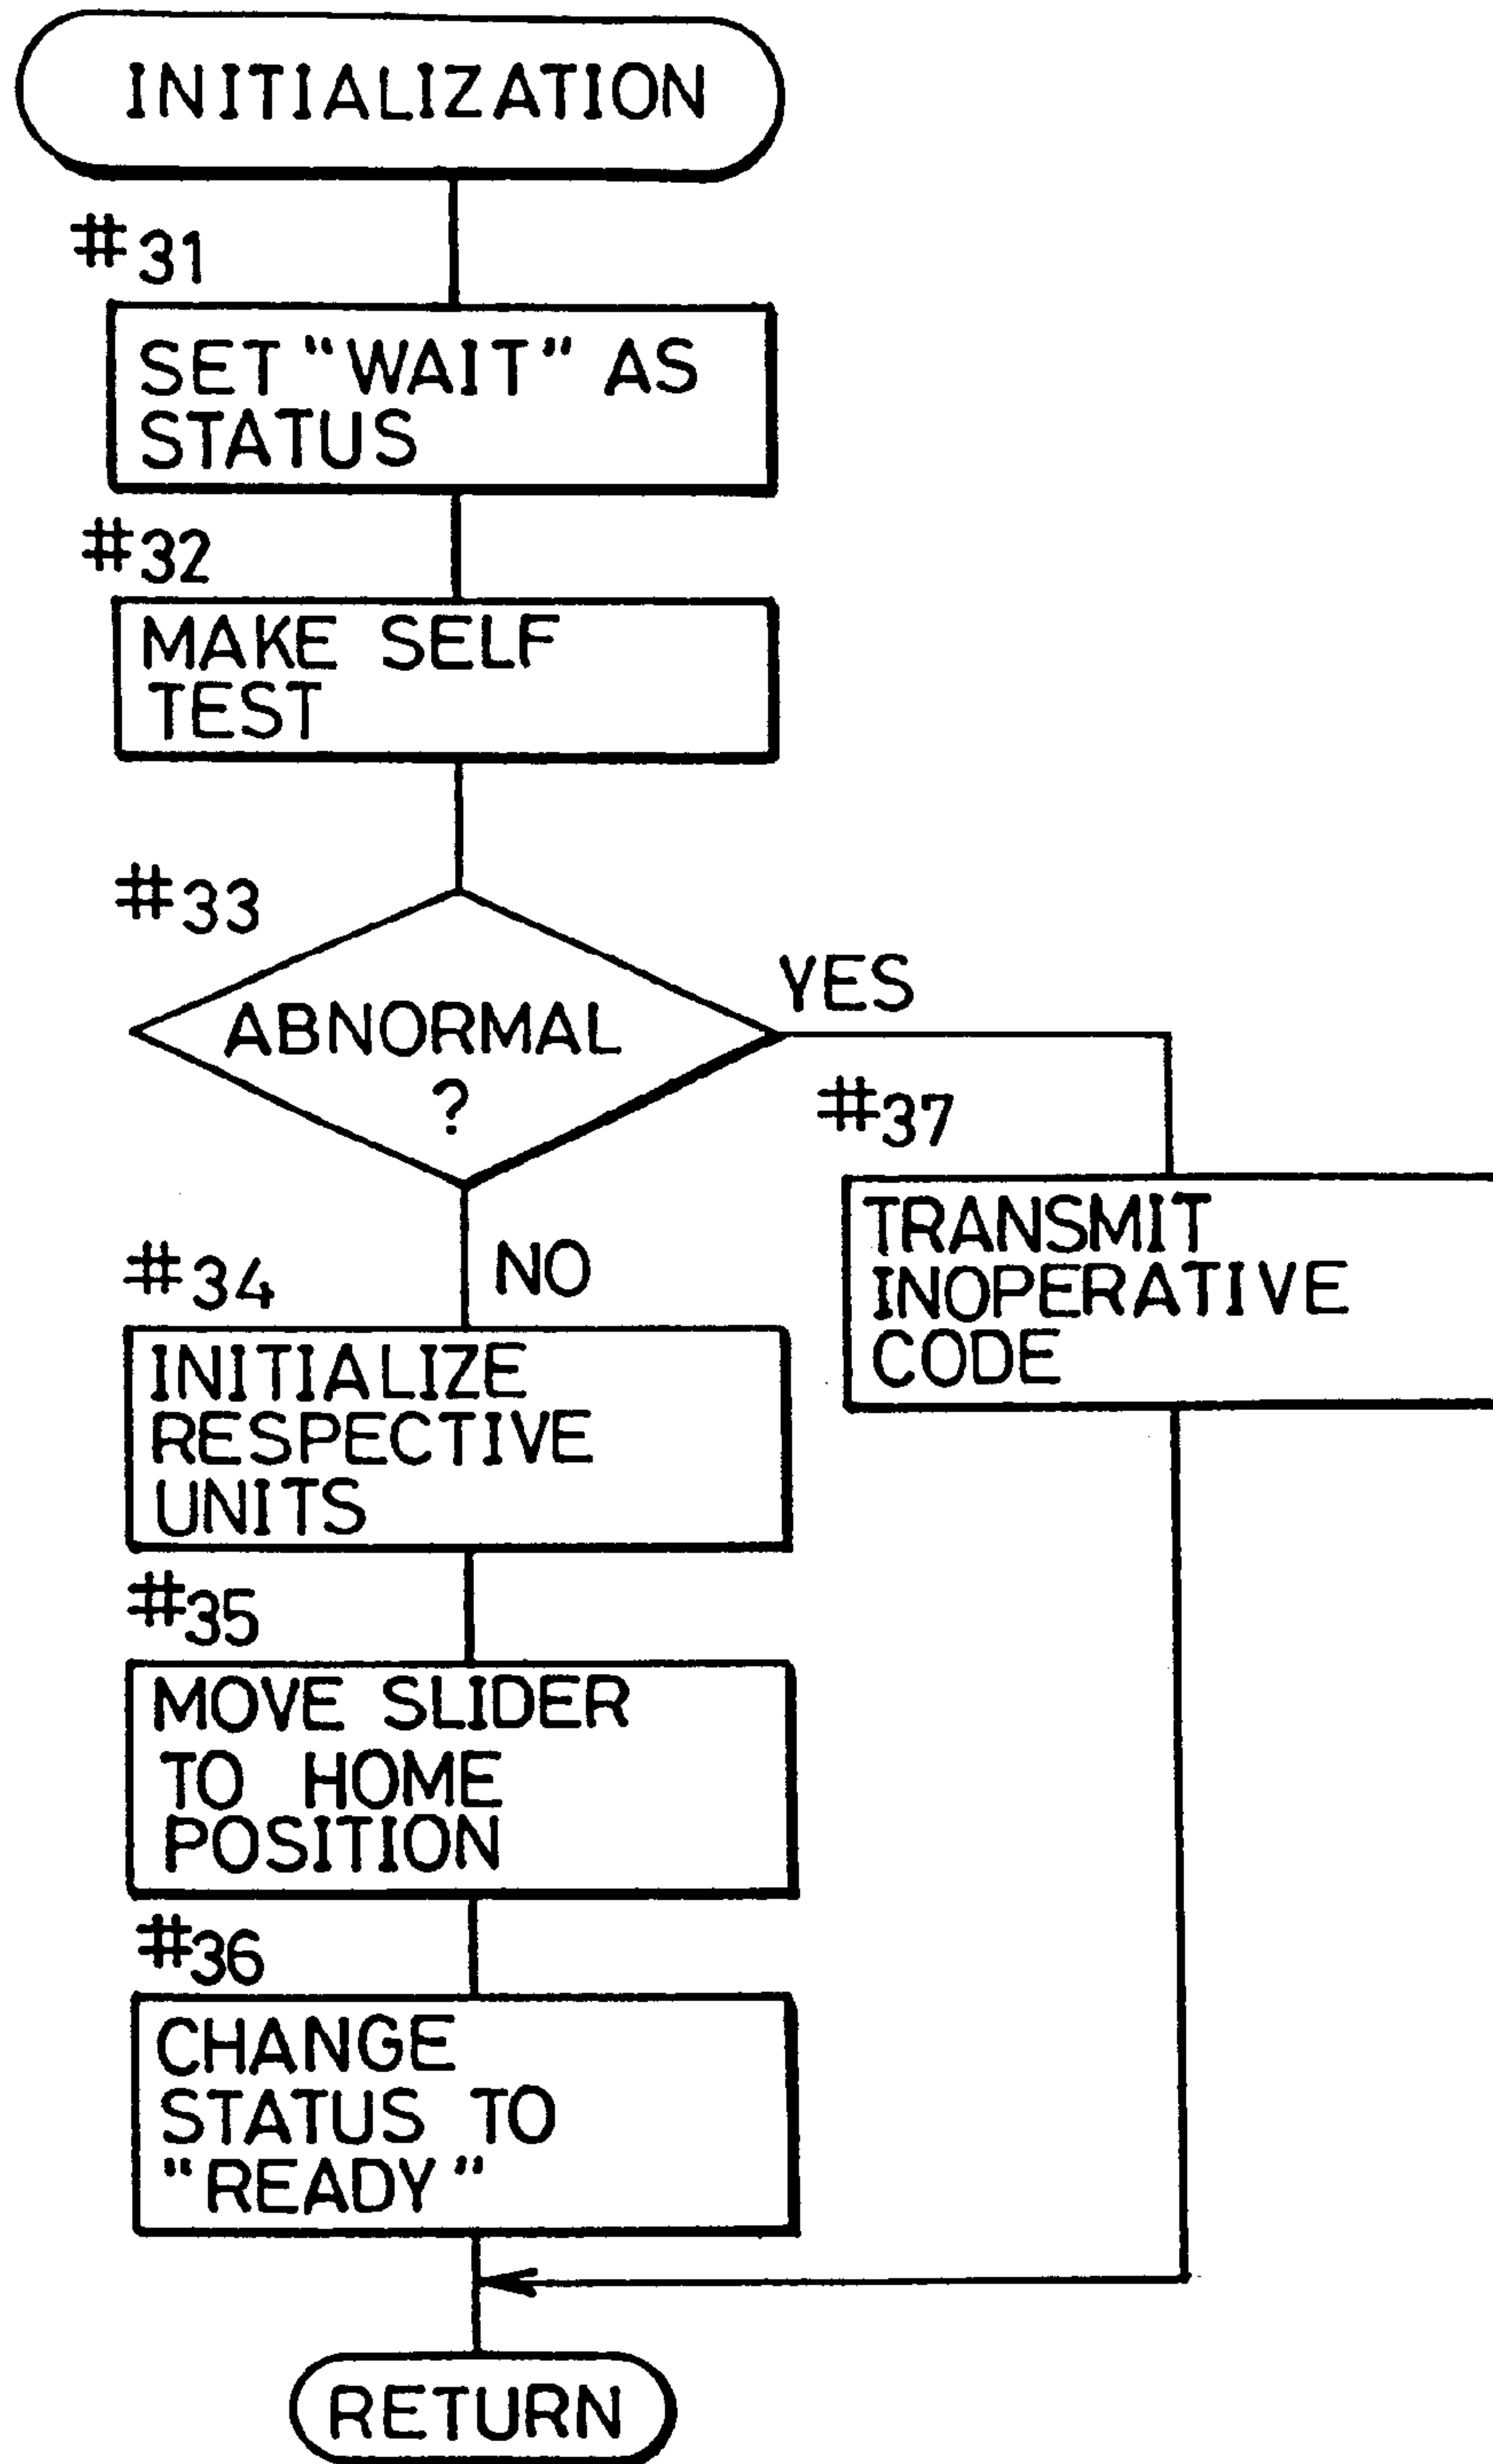 INITIALIZATION
#31
SET "WAIT" AS
STATUS
#32
MAKE SELF
TEST
#33
ABNORMAL
?
YES
#37
TRANSMIT
INOPERATIVE
CODE
NO
#34
INITIALIZE
RESPECTIVE
UNITS
#35
MOVE SLIDER
TO HOME
POSITION
#36
CHANGE
STATUS TO
"READY"
RETURN